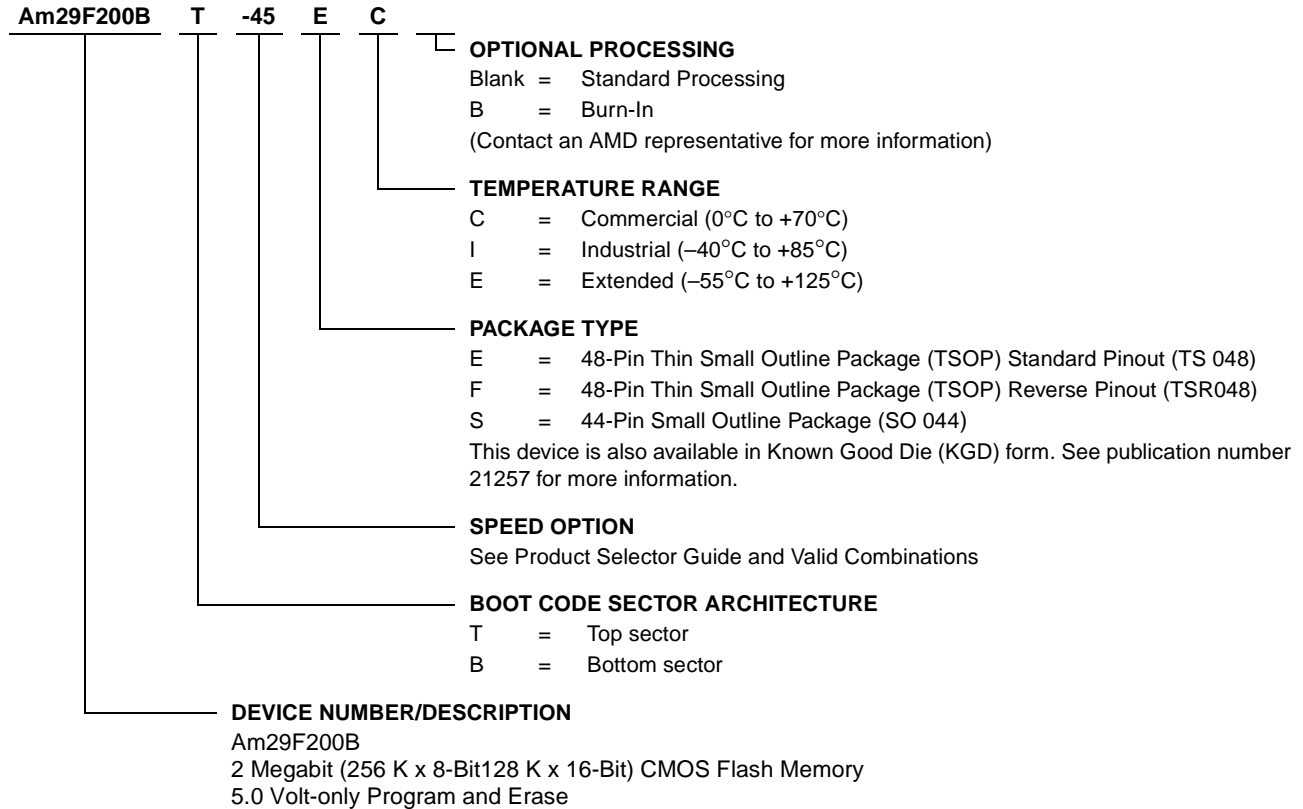 Am29F200B T -45 E C
OPTIONAL PROCESSING
Blank = Standard Processing
B = Burn-In
(Contact an AMD representative for more information)
TEMPERATURE RANGE
C = Commercial (0°C to +70°C)
I = Industrial (–40°C to +85°C)
E = Extended (–55°C to +125°C)
PACKAGE TYPE
E = 48-Pin Thin Small Outline Package (TSOP) Standard Pinout (TS 048)
F = 48-Pin Thin Small Outline Package (TSOP) Reverse Pinout (TSR048)
S = 44-Pin Small Outline Package (SO 044)
This device is also available in Known Good Die (KGD) form. See publication number
21257 for more information.
SPEED OPTION
See Product Selector Guide and Valid Combinations
BOOT CODE SECTOR ARCHITECTURE
T = Top sector
B = Bottom sector
DEVICE NUMBER/DESCRIPTION
Am29F200B
2 Megabit (256 K x 8-Bit128 K x 16-Bit) CMOS Flash Memory
5.0 Volt-only Program and Erase